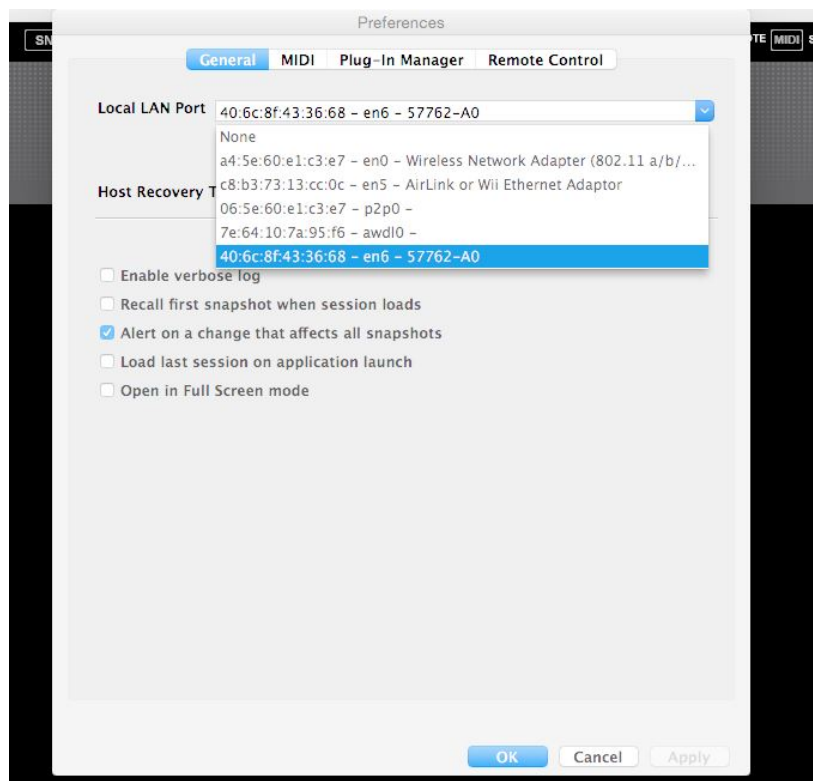 Preferences
SN
TE MIDI S
General MIDI Plug-In Manager Remote Control
Local LAN Port 40:6c:8f:43:36:68 - en6 - 57762-A0
None
a4:5e:60:e1:c3:e7 - en0 - Wireless Network Adapter (802.11 a/b/...
c8:b3:73:13:cc:0c - en5 - AirLink or Wii Ethernet Adaptor
Host Recovery T
06:5e:60:e1:c3:e7 - p2p0 -
7e:64:10:7a:95:f6 - awdl0 -
40:6c:8f:43:36:68 - en6 - 57762-A0
Enable verbose log
Recall first snapshot when session loads
Alert on a change that affects all snapshots
Load last session on application launch
Open in Full Screen mode
OK Cancel Apply